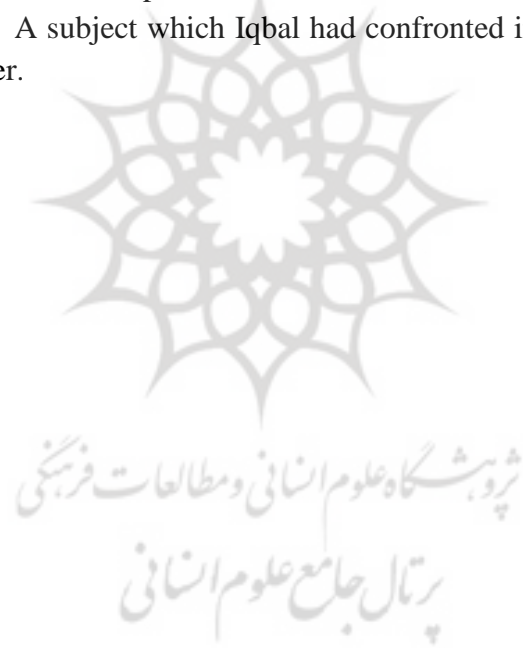 A subject which Iqbal had confronted i
er.
پژوهشگاه علوم انسانی و مطالعات فرهنگی
پرتال جامع علوم انسانی